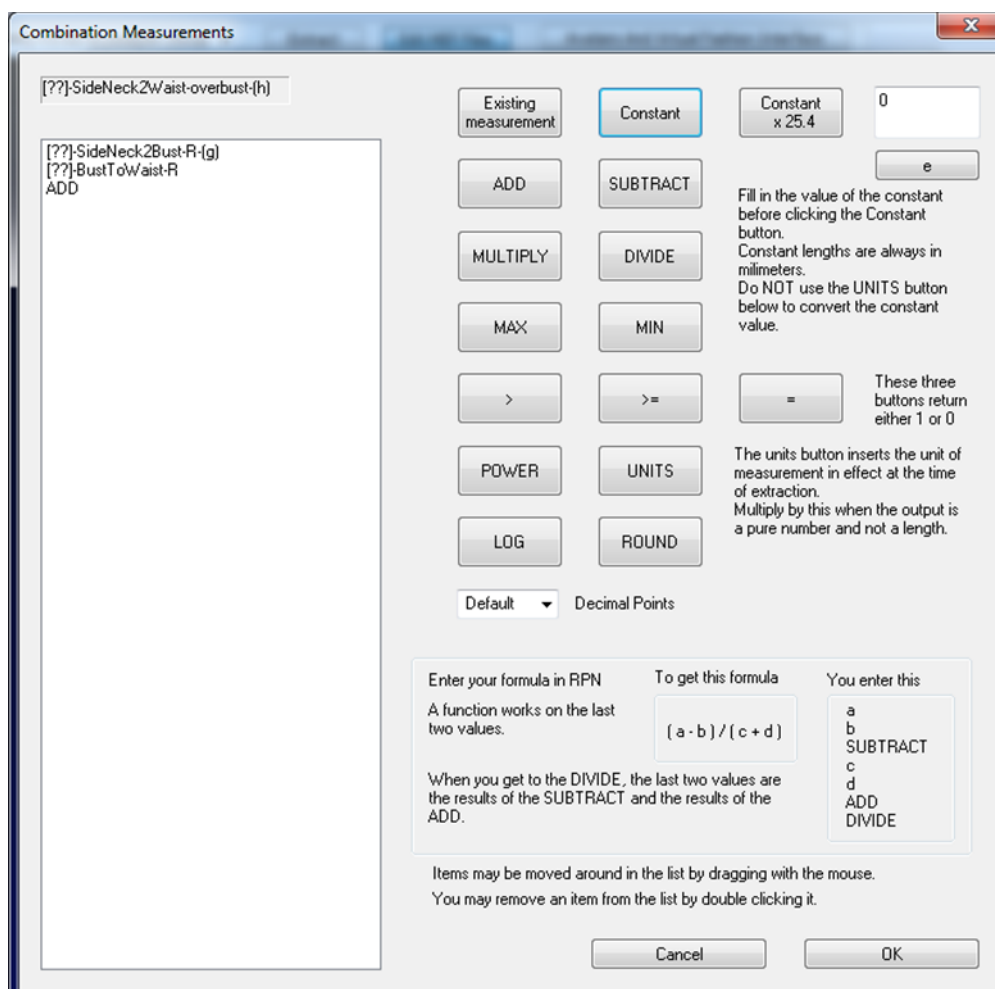 Combination Measurements
[??]-SideNeck2Waist-overbust-(h)
[??]-SideNeck2Bust-R-(g)
[??]-BustToWaist-R
ADD
Existing
measurement
Constant
Constant
x 25.4
0
e
ADD
SUBTRACT
Fill in the value of the constant
before clicking the Constant
button.
Constant lengths are always in
milimeters.
Do NOT use the UNITS button
below to convert the constant
value.
MULTIPLY
DIVIDE
MAX
MIN
>
>=
=
These three
buttons return
either 1 or 0
POWER
UNITS
The units button inserts the unit of
measurement in effect at the time
of extraction.
Multiply by this when the output is
a pure number and not a length.
LOG
ROUND
Default
Decimal Points
Enter your formula in RPN
A function works on the last
two values.
When you get to the DIVIDE, the last two values are
the results of the SUBTRACT and the results of the
ADD.
To get this formula
(a-b)/(c+d)
You enter this
a
b
SUBTRACT
c
d
ADD
DIVIDE
Items may be moved around in the list by dragging with the mouse.
You may remove an item from the list by double clicking it.
Cancel
OK